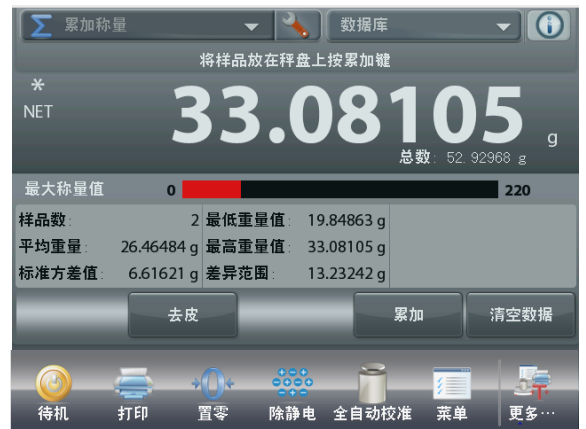 累加称量 数据库
将样品放在秤盘上按累加键
*
NET
33.08105 g
总数: 52.92968 g
最大称量值 0 220
样品数: 2 最低重量值: 19.84863 g
平均重量: 26.46484 g 最高重量值: 33.08105 g
标准方差值: 6.61621 g 差异范围: 13.23242 g
去皮 累加 清空数据
待机 打印 置零 除静电 全自动校准 菜单 更多…